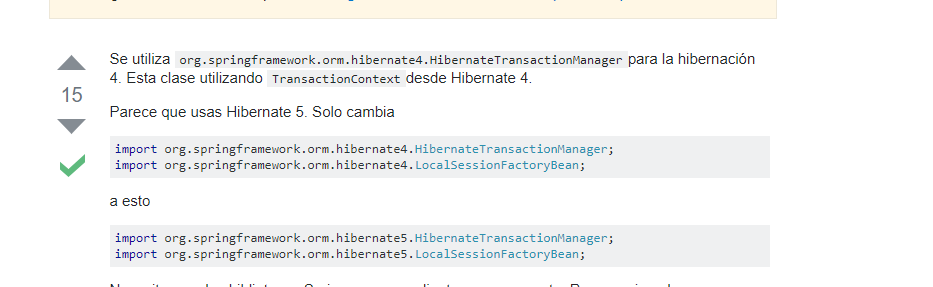 Se utiliza org.springframework.orm.hibernate4.HibernateTransactionManager para la hibernación
4. Esta clase utilizando TransactionContext desde Hibernate 4.
15
Parece que usas Hibernate 5. Solo cambia
import org.springframework.orm.hibernate4.HibernateTransactionManager;
import org.springframework.orm.hibernate4.LocalSessionFactoryBean;
a esto
import org.springframework.orm.hibernate5.HibernateTransactionManager;
import org.springframework.orm.hibernate5.LocalSessionFactoryBean;